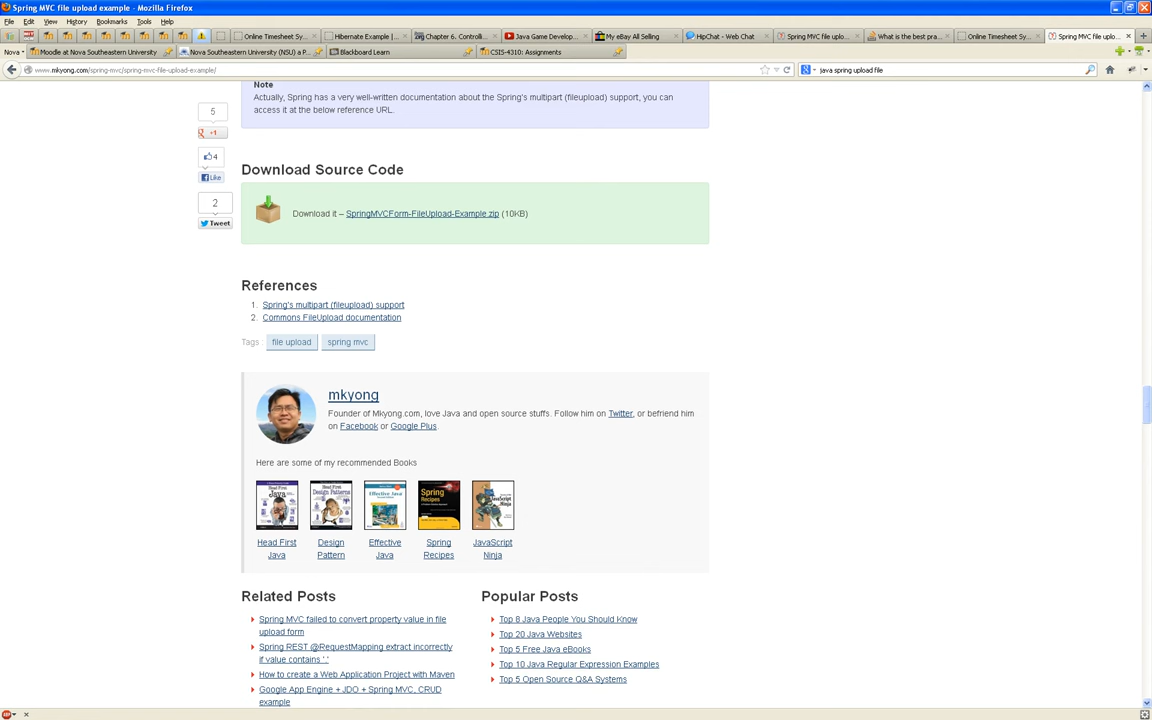 Spring MVC file upload example - Mozilla Firefox
File Edit View History Bookmarks Tools Help
Online Timesheet Sy... Hibernate Example |... Chapter 6. Controlli... Java Game Develop... My eBay All Selling HipChat - Web Chat Spring MVC file uplo... What is the best pra... Online Timesheet Sy... Spring MVC file uplo...
Nova Moodle at Nova Southeastern University Nova Southeastern University (NSU) a P... Blackboard Learn CSIS-4310: Assignments
www.mkyong.com/spring-mvc/spring-mvc-file-upload-example/ java spring upload file
Note
Actually, Spring has a very well-written documentation about the Spring's multipart (fileupload) support, you can
access it at the below reference URL.
5
+1
4
Like
2
Tweet
Download Source Code
Download it – SpringMVCForm-FileUpload-Example.zip (10KB)
References
1. Spring's multipart (fileupload) support
2. Commons FileUpload documentation
Tags : file upload spring mvc
mkyong
Founder of Mkyong.com, love Java and open source stuffs. Follow him on Twitter, or befriend him
on Facebook or Google Plus.
Here are some of my recommended Books
Head First Java
Design Pattern
Effective Java
Spring Recipes
JavaScript Ninja
Related Posts
Spring MVC failed to convert property value in file
upload form
Spring REST @RequestMapping extract incorrectly
if value contains '.'
How to create a Web Application Project with Maven
Google App Engine + JDO + Spring MVC, CRUD
example
Popular Posts
Top 8 Java People You Should Know
Top 20 Java Websites
Top 5 Free Java eBooks
Top 10 Java Regular Expression Examples
Top 5 Open Source Q&A Systems